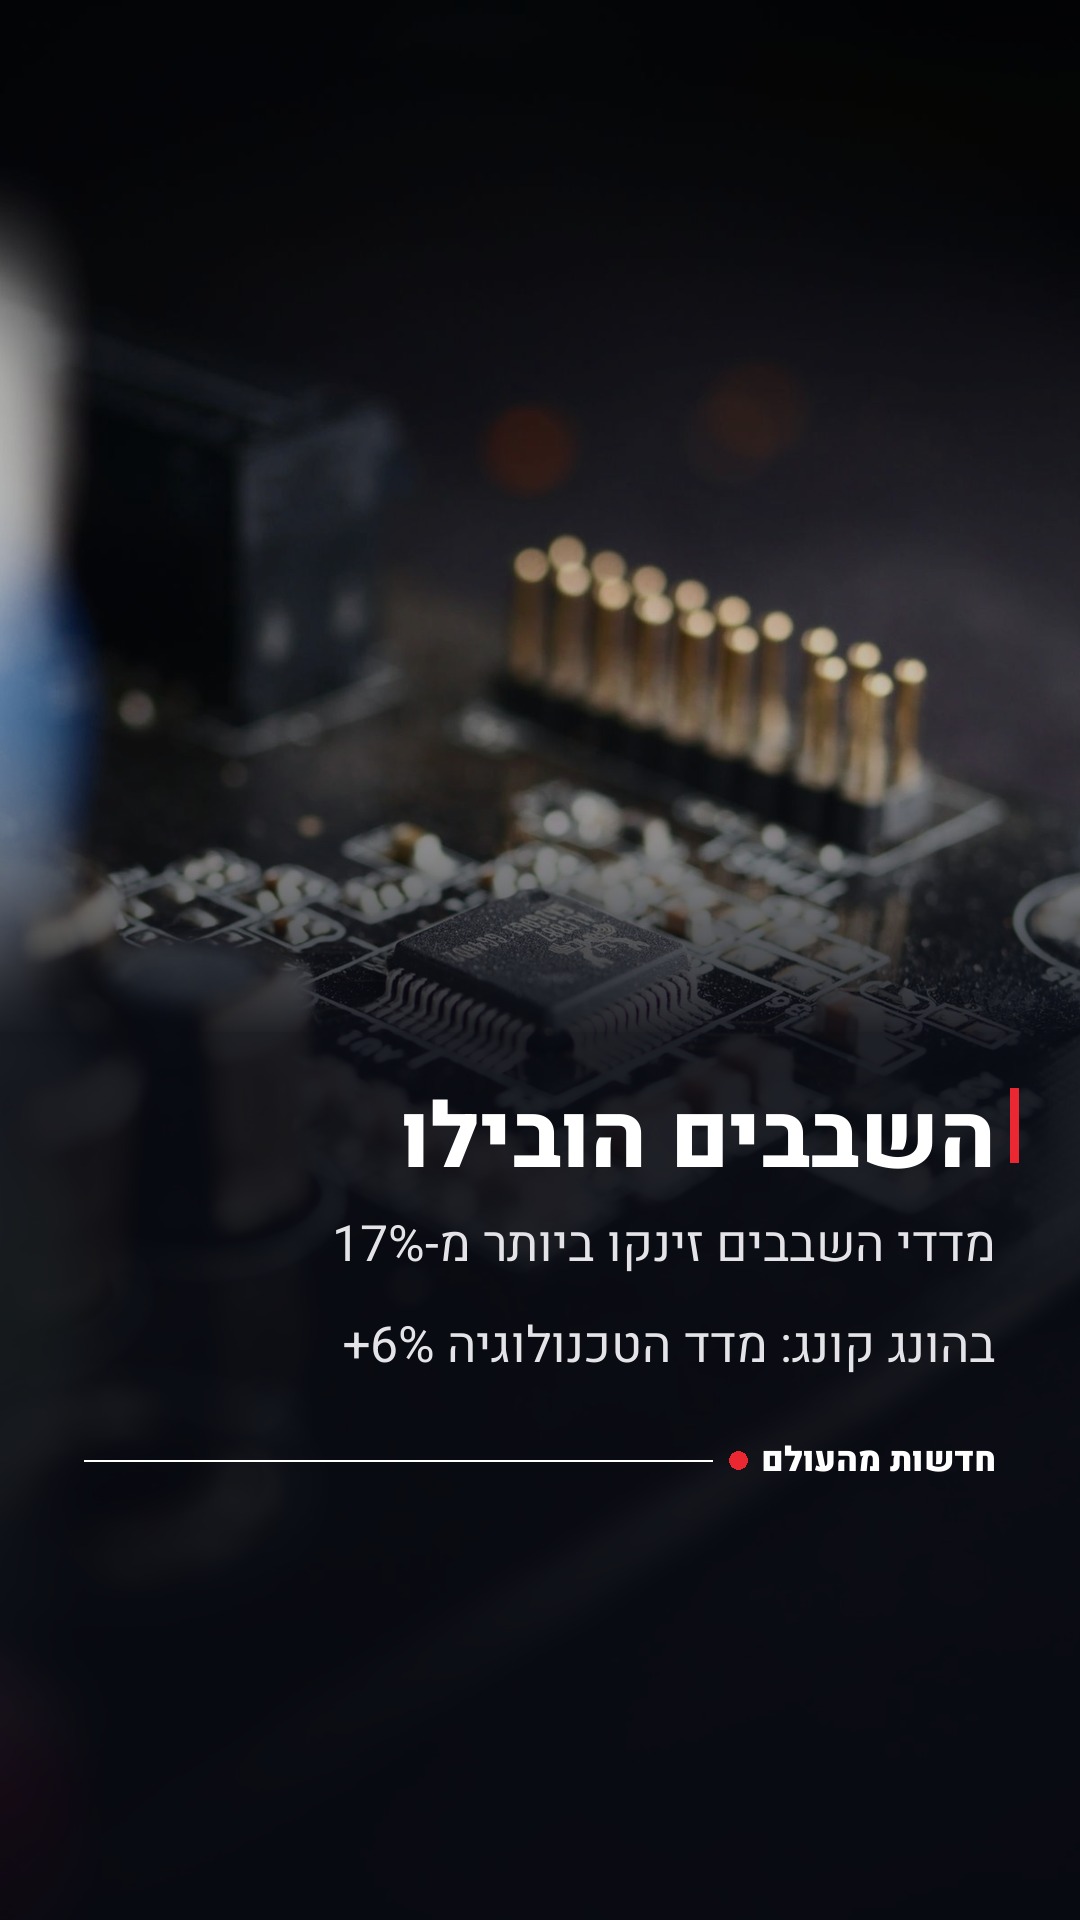 השבבים הובילו
מדדי השבבים זינקו ביותר מ-17%
בהונג קונג: מדד הטכנולוגיה 6%+
חדשות מהעולם